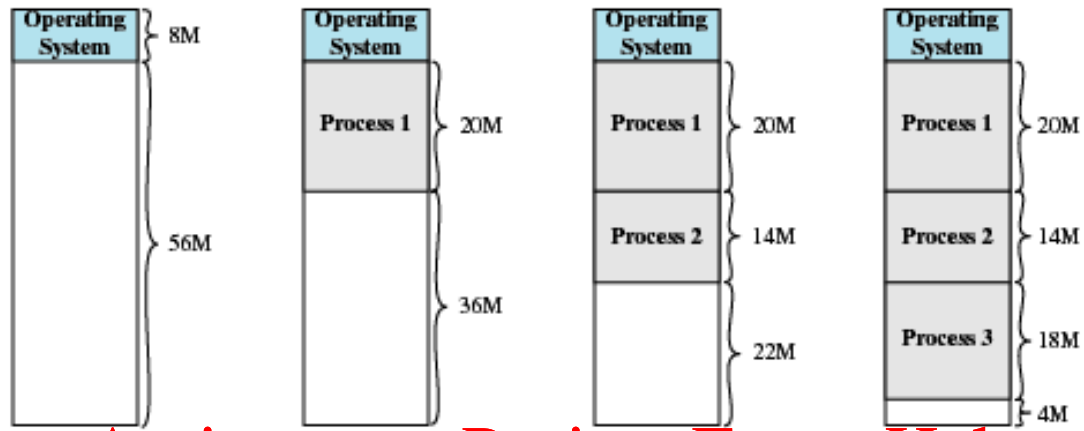 Operating
System
8M
56M
Operating
System
Process 1
20M
36M
Operating
System
Process 1
20M
Process 2
14M
22M
Operating
System
Process 1
20M
Process 2
14M
Process 3
18M
4M